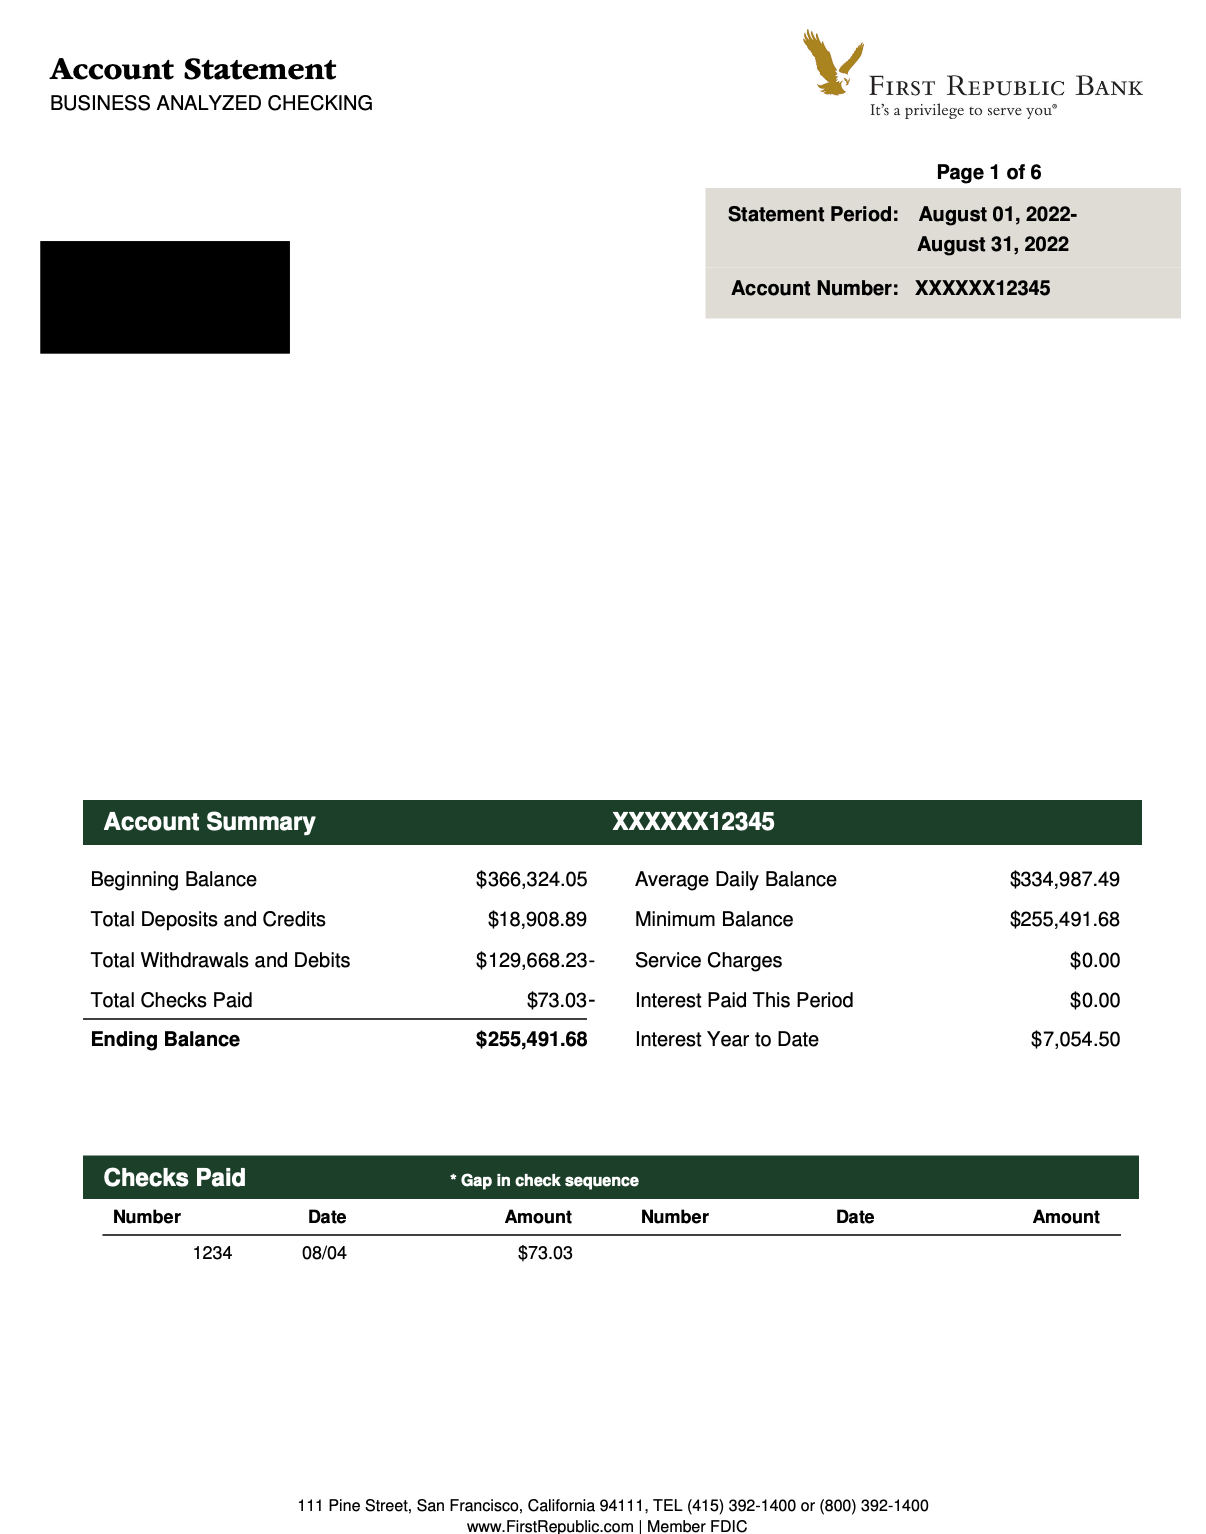 Account Statement
BUSINESS ANALYZED CHECKING
FIRST REPUBLIC BANK
It's a privilege to serve you®
Page 1 of 6
Statement Period: August 01, 2022-
August 31, 2022
Account Number: XXXXXX12345
Account Summary XXXXXX12345
Beginning Balance $366,324.05 Average Daily Balance $334,987.49
Total Deposits and Credits $18,908.89 Minimum Balance $255,491.68
Total Withdrawals and Debits $129,668.23- Service Charges $0.00
Total Checks Paid $73.03- Interest Paid This Period $0.00
Ending Balance $255,491.68 Interest Year to Date $7,054.50
Checks Paid * Gap in check sequence
Number Date Amount Number Date Amount
1234 08/04 $73.03
111 Pine Street, San Francisco, California 94111, TEL (415) 392-1400 or (800) 392-1400
www.FirstRepublic.com | Member FDIC